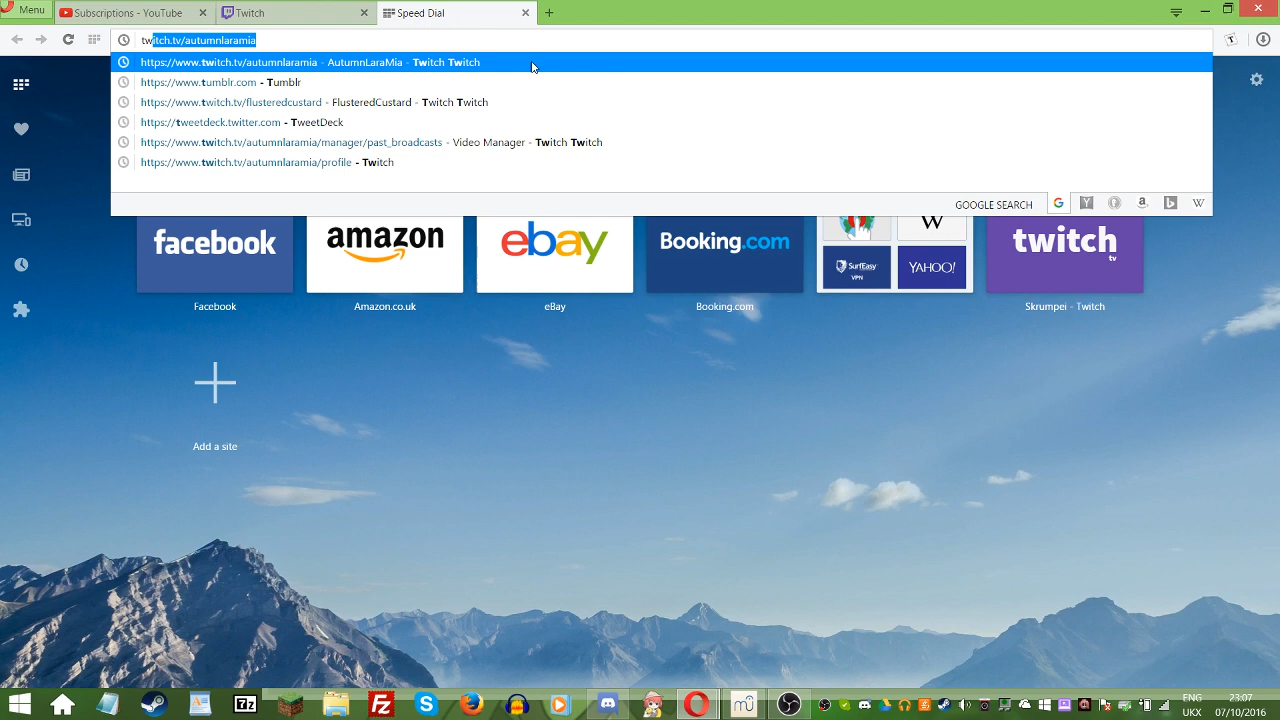 Menu
Subscriptions - YouTube
Twitch
Speed Dial
twitch.tv/autumnlaramia
https://www.twitch.tv/autumnlaramia - AutumnLaraMia - Twitch Twitch
https://www.tumblr.com - Tumblr
https://www.twitch.tv/flusteredcustard - FlusteredCustard - Twitch Twitch
https://tweetdeck.twitter.com - TweetDeck
https://www.twitch.tv/autumnlaramia/manager/past_broadcasts - Video Manager - Twitch Twitch
https://www.twitch.tv/autumnlaramia/profile - Twitch
GOOGLE SEARCH
facebook
amazon
ebay
Booking.com
W
SurfEasy
VPN
YAHOO!
twitch
tv
Facebook
Amazon.co.uk
eBay
Booking.com
Skrumpei - Twitch
Add a site
7z
FZ
ENG
UKX
23:07
07/10/2016